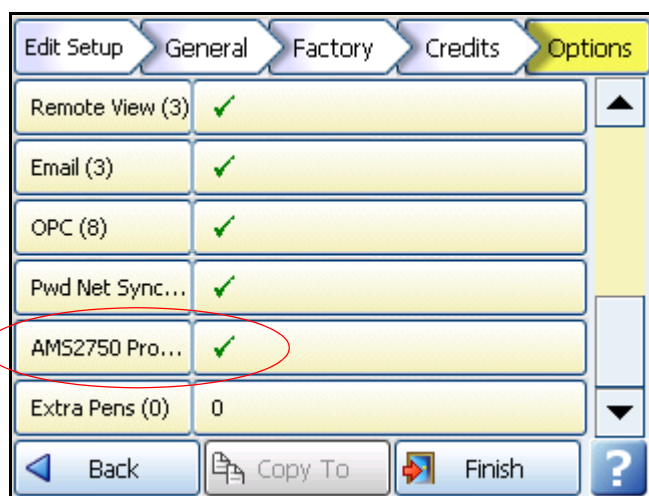 Edit Setup General Factory Credits Options
Remote View (3)
Email (3)
OPC (8)
Pwd Net Sync...
AMS2750 Pro...
Extra Pens (0) 0
Back Copy To Finish ?